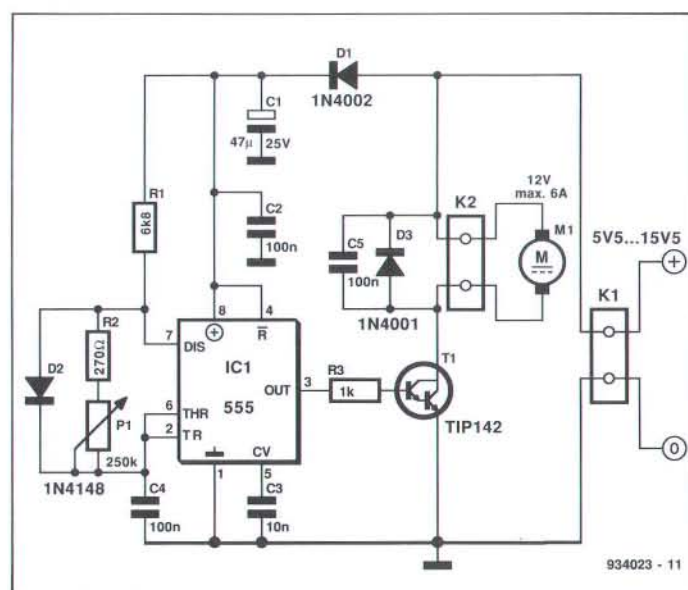 D1
1N4002
C1
47µ 25V
R1
6k8
C2
100n
C5
100n
D3
1N4001
K2
12V
max. 6A
M1
M
5V5...15V5
K1
+
0
R2
270Ω
D2
P1
250k
1N4148
C4
100n
8
4
R̅
7
DIS
IC1
555
OUT
3
6
THR
2
TR
CV
1
5
C3
10n
R3
1k
T1
TIP142
934023 - 11